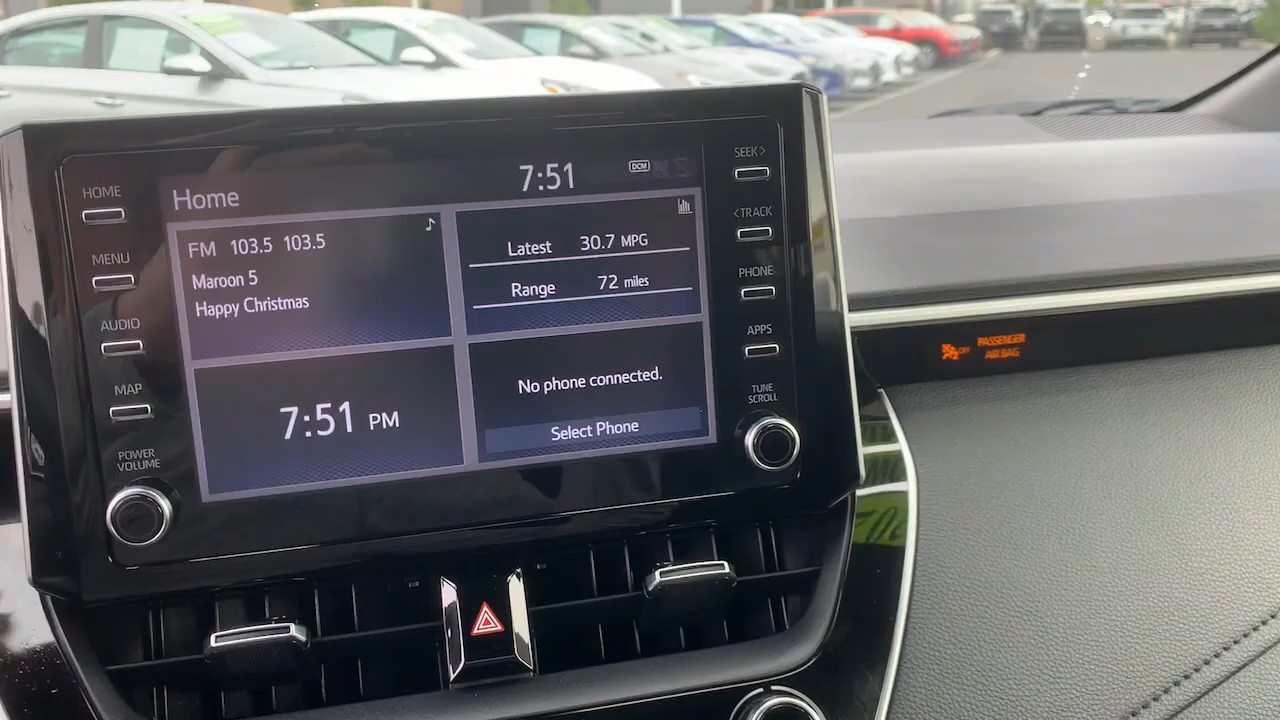 HOME
MENU
AUDIO
MAP
POWER
VOLUME
Home
7:51
DCM
FM 103.5 103.5
Maroon 5
Happy Christmas
Latest 30.7 MPG
Range 72 miles
7:51 PM
No phone connected.
Select Phone
SEEK>
<TRACK
PHONE
APPS
TUNE
SCROLL
OFF
PASSENGER
AIR BAG